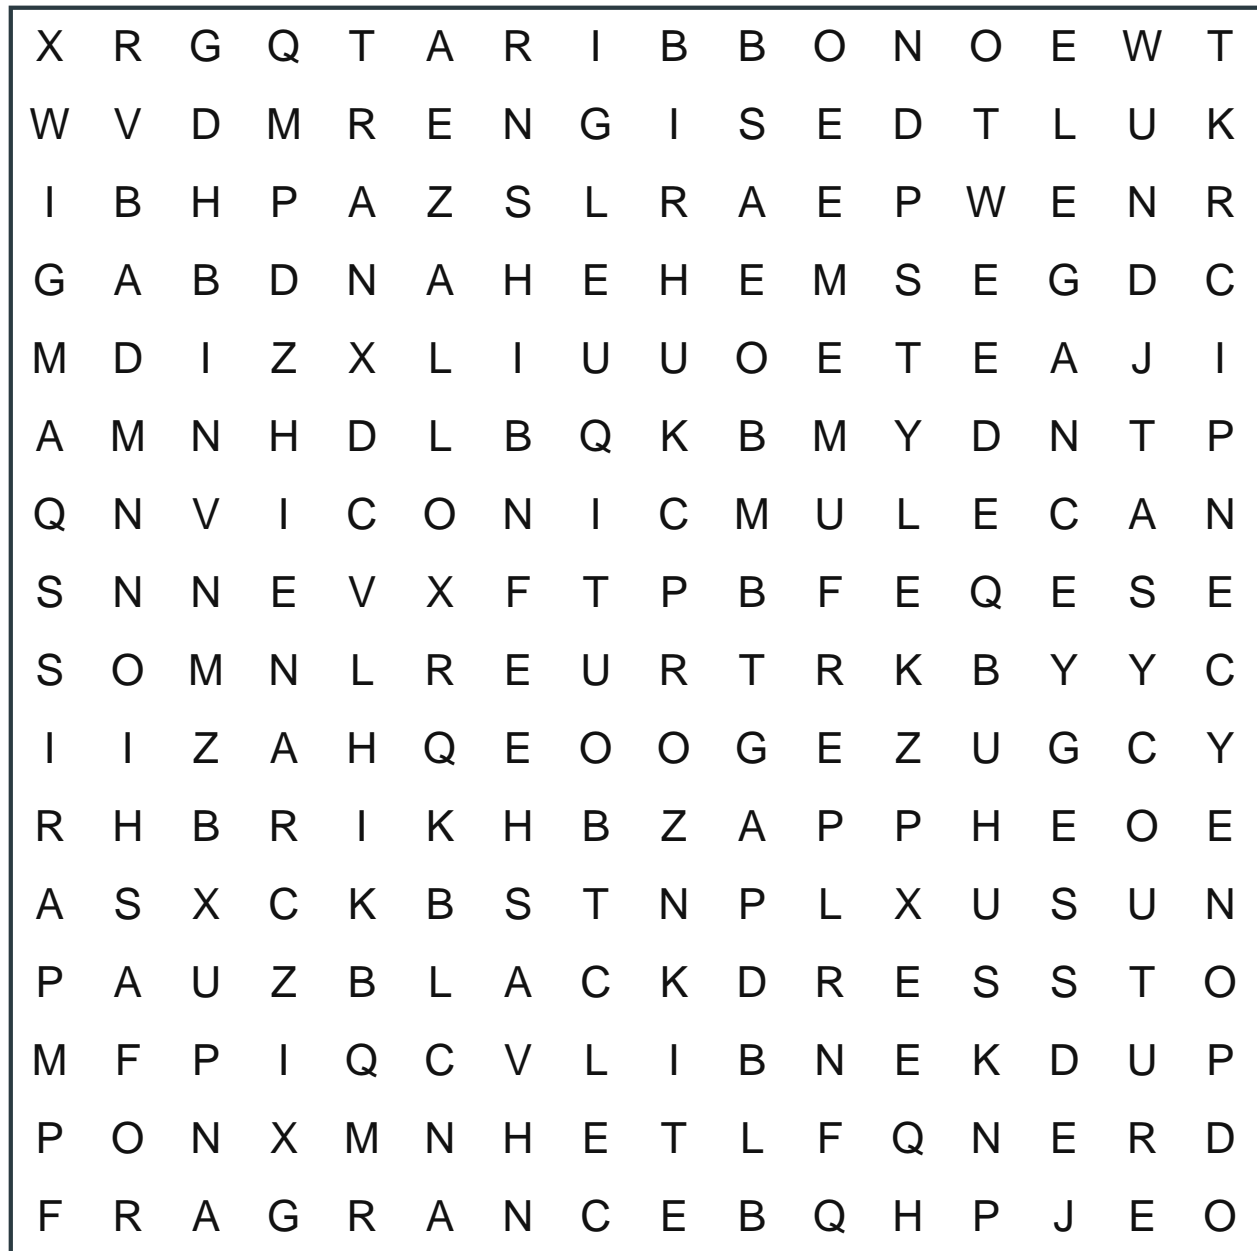 X R G Q T A R I B B O N O E W T
W V D M R E N G I S E D T L U K
I B H P A Z S L R A E P W E N R
G A B D N A H E H E M S E G D C
M D I Z X L I U U O E T E A J I
A M N H D L B Q K B M Y D N T P
Q N V I C O N I C M U L E C A N
S N N E V X F T P B F E Q E S E
S O M N L R E U R T R K B Y Y C
I I Z A H Q E O O G E Z U G C Y
R H B R I K H B Z A P P H E O E
A S X C K B S T N P L X U S U N
P A U Z B L A C K D R E S S T O
M F P I Q C V L I B N E K D U P
P O N X M N H E T L F Q N E R D
F R A G R A N C E B Q H P J E O